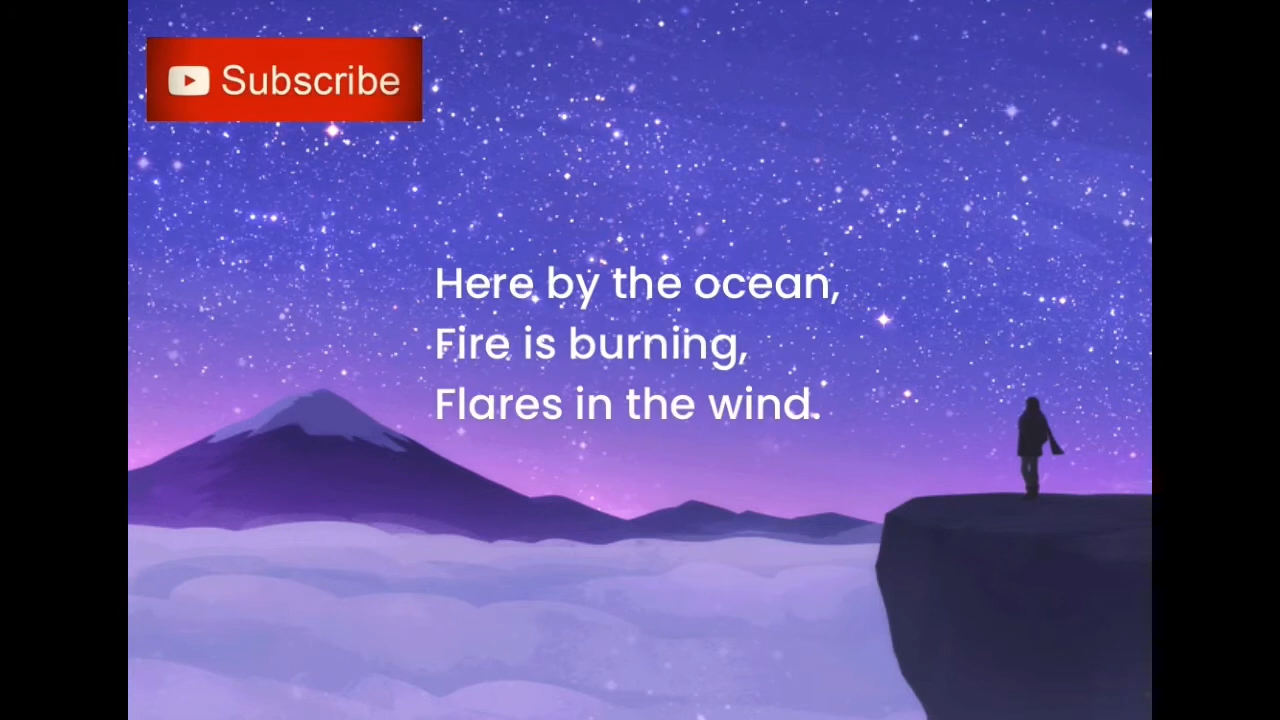 Subscribe
Here by the ocean,
Fire is burning,
Flares in the wind.